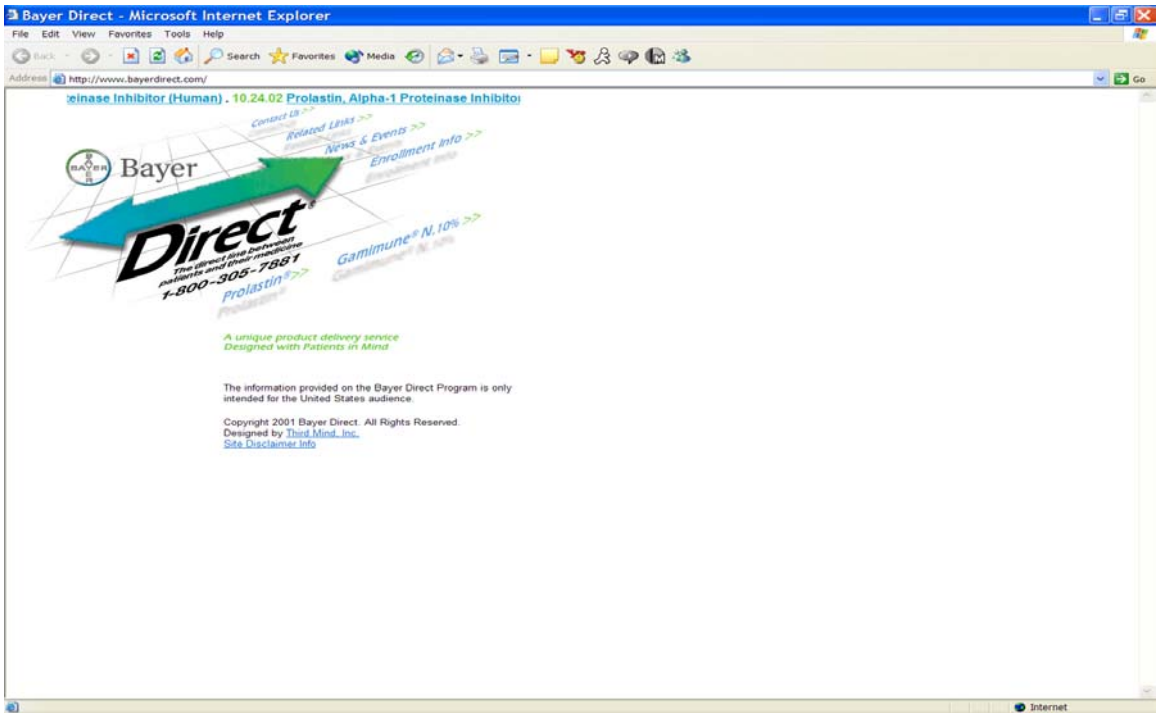 Bayer Direct - Microsoft Internet Explorer
File Edit View Favorites Tools Help
Back Search Favorites Media
Address http://www.bayerdirect.com/ Go
einase Inhibitor (Human) . 10.24.02 Prolastin, Alpha-1 Proteinase Inhibitor
Contact Us >>
Related Links >>
News & Events >>
Enrollment Info >>
BAYER
Bayer
Direct®
The direct line between
patients and their medicine
1-800-305-7881
Gamimune® N.10% >>
Prolastin® >>
A unique product delivery service
Designed with Patients in Mind
The information provided on the Bayer Direct Program is only
intended for the United States audience.
Copyright 2001 Bayer Direct. All Rights Reserved.
Designed by Third Mind, Inc.
Site Disclaimer Info
Internet